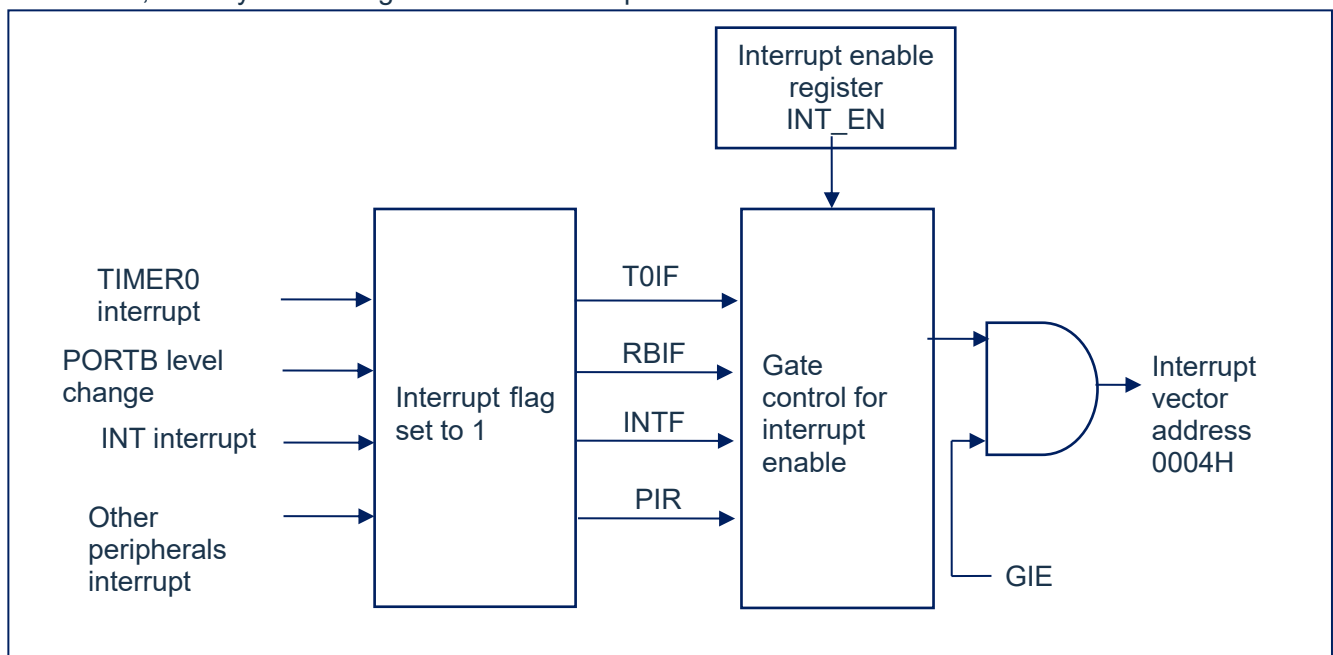 Interrupt enable
register
INT_EN
TIMER0
interrupt
PORTB level
change
INT interrupt
Other
peripherals
interrupt
Interrupt flag
set to 1
T0IF
RBIF
INTF
PIR
Gate
control for
interrupt
enable
GIE
Interrupt
vector
address
0004H